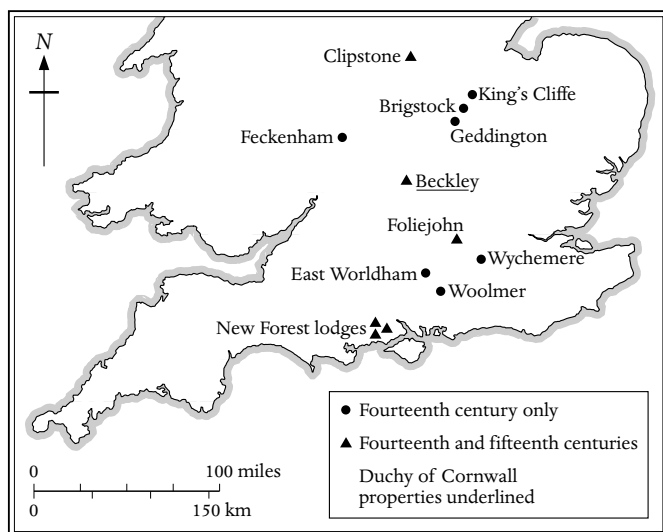 N
Clipstone
King's Cliffe
Brigstock
Geddington
Feckenham
Beckley
Foliejohn
Wychemere
East Worldham
Woolmer
New Forest lodges
Fourteenth century only
Fourteenth and fifteenth centuries
Duchy of Cornwall
properties underlined
0 100 miles
0 150 km